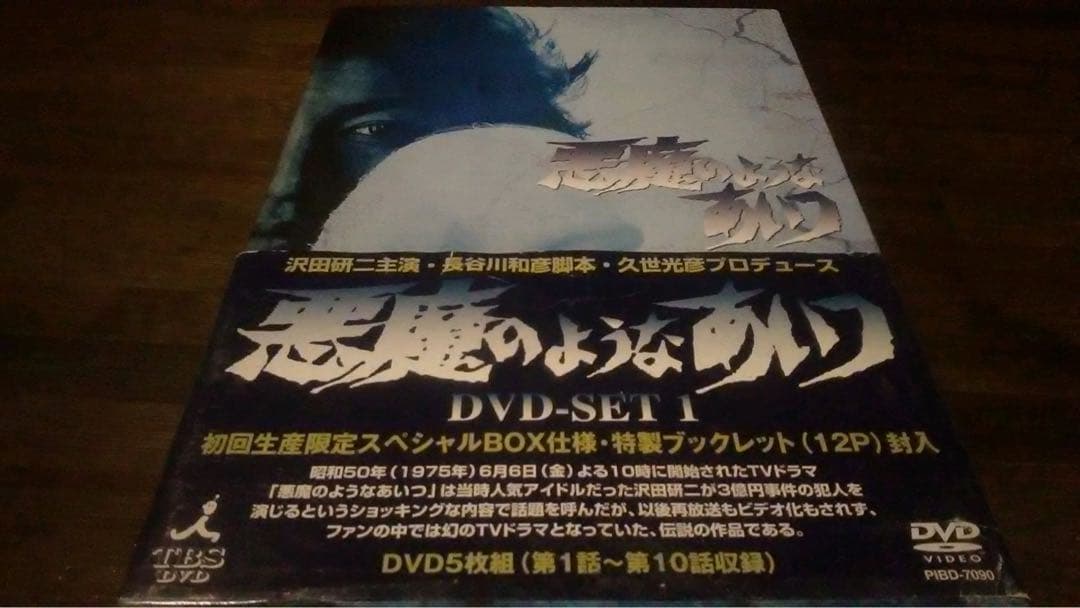 悪魔のような
あいつ
沢田研二主演・長谷川和彦脚本・久世光彦プロデュース
悪魔のようなあいつ
DVD-SET 1
初回生産限定スペシャルBOX仕様・特製ブックレット(12P)封入
昭和50年(1975年)6月6日(金)よる10時に開始されたTVドラマ
「悪魔のようなあいつ」は当時人気アイドルだった沢田研二が3億円事件の犯人を
演じるというショッキングな内容で話題を呼んだが、以後再放送もビデオ化もされず、
ファンの中では幻のTVドラマとなっていた、伝説の作品である。
DVD5枚組(第1話〜第10話収録)
TBS
DVD
DVD
VIDEO
PIBD-7090